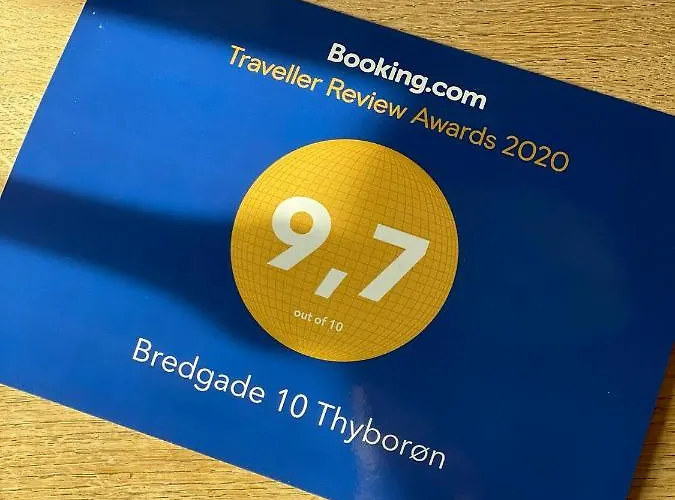 Booking.com
Traveller Review Awards 2020
9,7
out of 10
Bredgade 10 Thyborøn